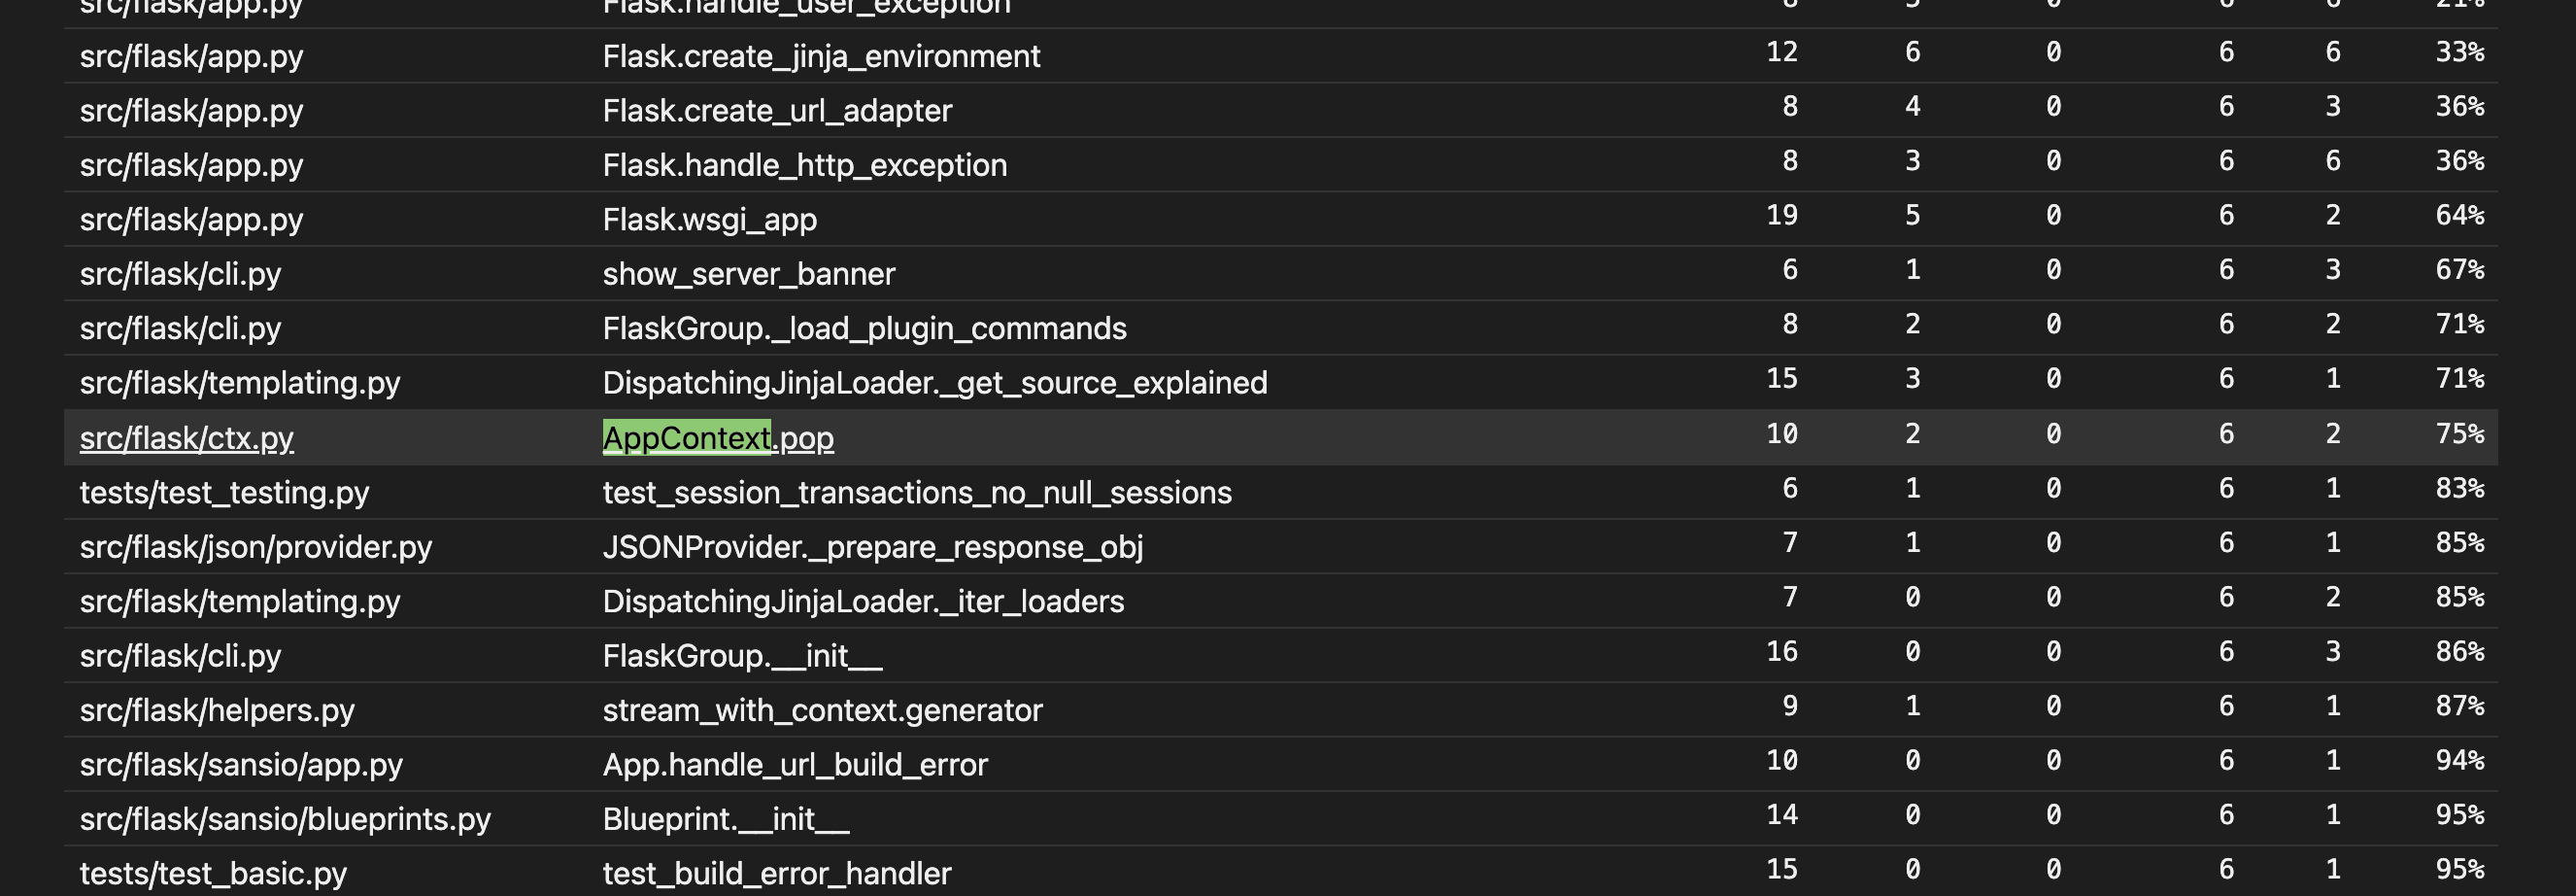 src/flask/app.py Flask.handle_user_exception 8 3 0 6 6 21%
src/flask/app.py Flask.create_jinja_environment 12 6 0 6 6 33%
src/flask/app.py Flask.create_url_adapter 8 4 0 6 3 36%
src/flask/app.py Flask.handle_http_exception 8 3 0 6 6 36%
src/flask/app.py Flask.wsgi_app 19 5 0 6 2 64%
src/flask/cli.py show_server_banner 6 1 0 6 3 67%
src/flask/cli.py FlaskGroup._load_plugin_commands 8 2 0 6 2 71%
src/flask/templating.py DispatchingJinjaLoader._get_source_explained 15 3 0 6 1 71%
src/flask/ctx.py AppContext.pop 10 2 0 6 2 75%
tests/test_testing.py test_session_transactions_no_null_sessions 6 1 0 6 1 83%
src/flask/json/provider.py JSONProvider._prepare_response_obj 7 1 0 6 1 85%
src/flask/templating.py DispatchingJinjaLoader._iter_loaders 7 0 0 6 2 85%
src/flask/cli.py FlaskGroup.__init__ 16 0 0 6 3 86%
src/flask/helpers.py stream_with_context.generator 9 1 0 6 1 87%
src/flask/sansio/app.py App.handle_url_build_error 10 0 0 6 1 94%
src/flask/sansio/blueprints.py Blueprint.__init__ 14 0 0 6 1 95%
tests/test_basic.py test_build_error_handler 15 0 0 6 1 95%